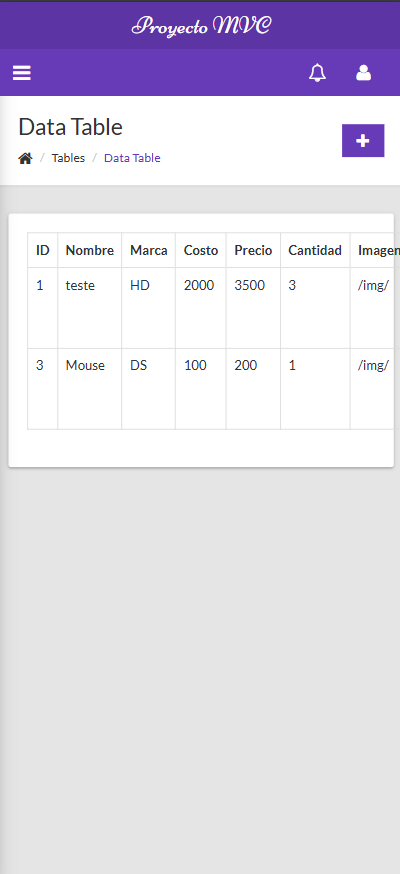 Proyecto MVC
Data Table
/ Tables / Data Table
ID Nombre Marca Costo Precio Cantidad Imagen
1 teste HD 2000 3500 3 /img/
3 Mouse DS 100 200 1 /img/